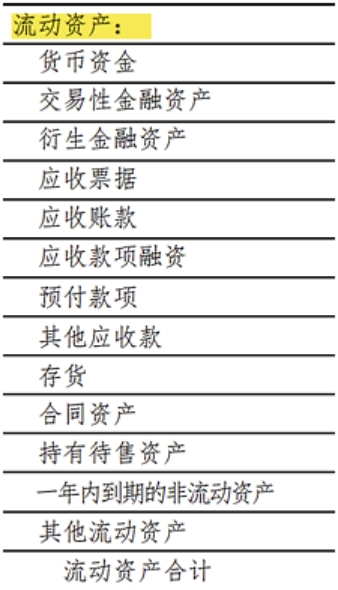 流动资产：
货币资金
交易性金融资产
衍生金融资产
应收票据
应收账款
应收款项融资
预付款项
其他应收款
存货
合同资产
持有待售资产
一年内到期的非流动资产
其他流动资产
流动资产合计